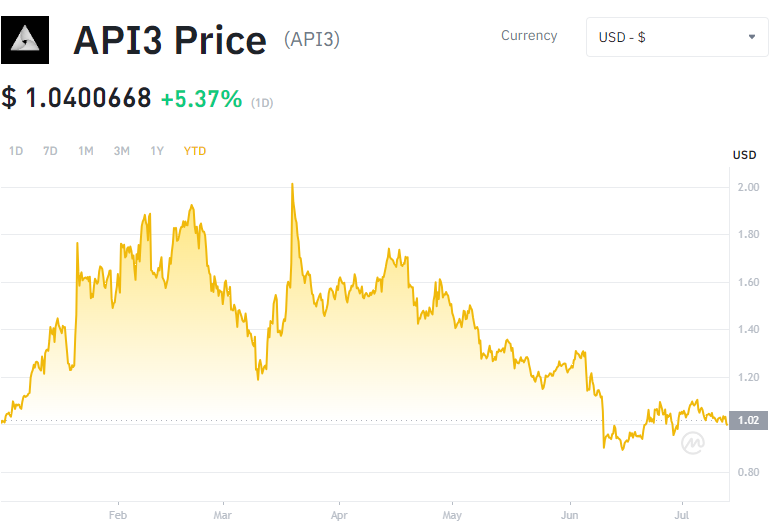 API3 Price (API3)
Currency
USD - $
$ 1.0400668 +5.37% (1D)
1D 7D 1M 3M 1Y YTD
USD
2.00
1.80
1.60
1.40
1.20
1.02
0.80
Feb Mar Apr May Jun Jul